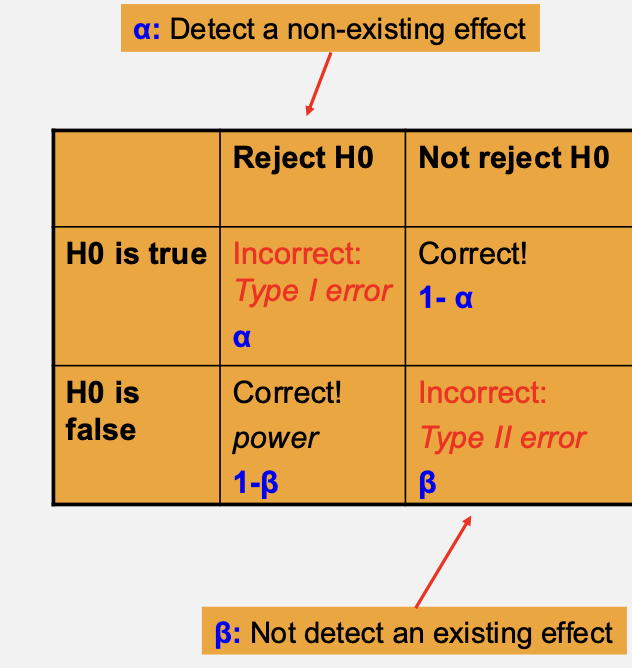 α: Detect a non-existing effect
Reject H0
Not reject H0
H0 is true
Incorrect:
Type I error
α
Correct!
1- α
H0 is
false
Correct!
power
1-β
Incorrect:
Type II error
β
β: Not detect an existing effect